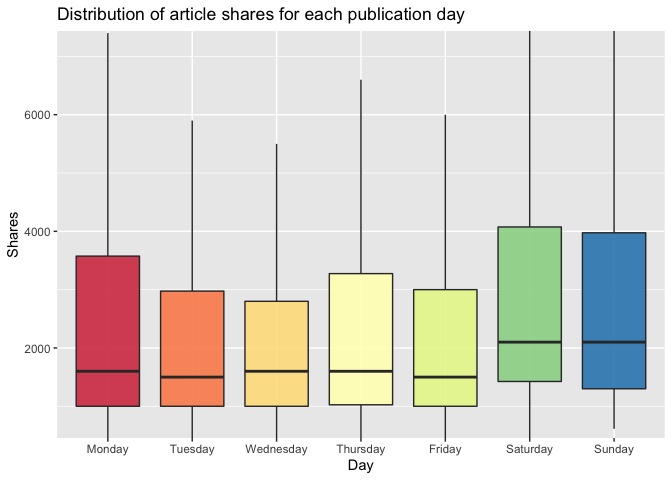 Distribution of article shares for each publication day
Shares
6000
4000
2000
Monday Tuesday Wednesday Thursday Friday Saturday Sunday
Day